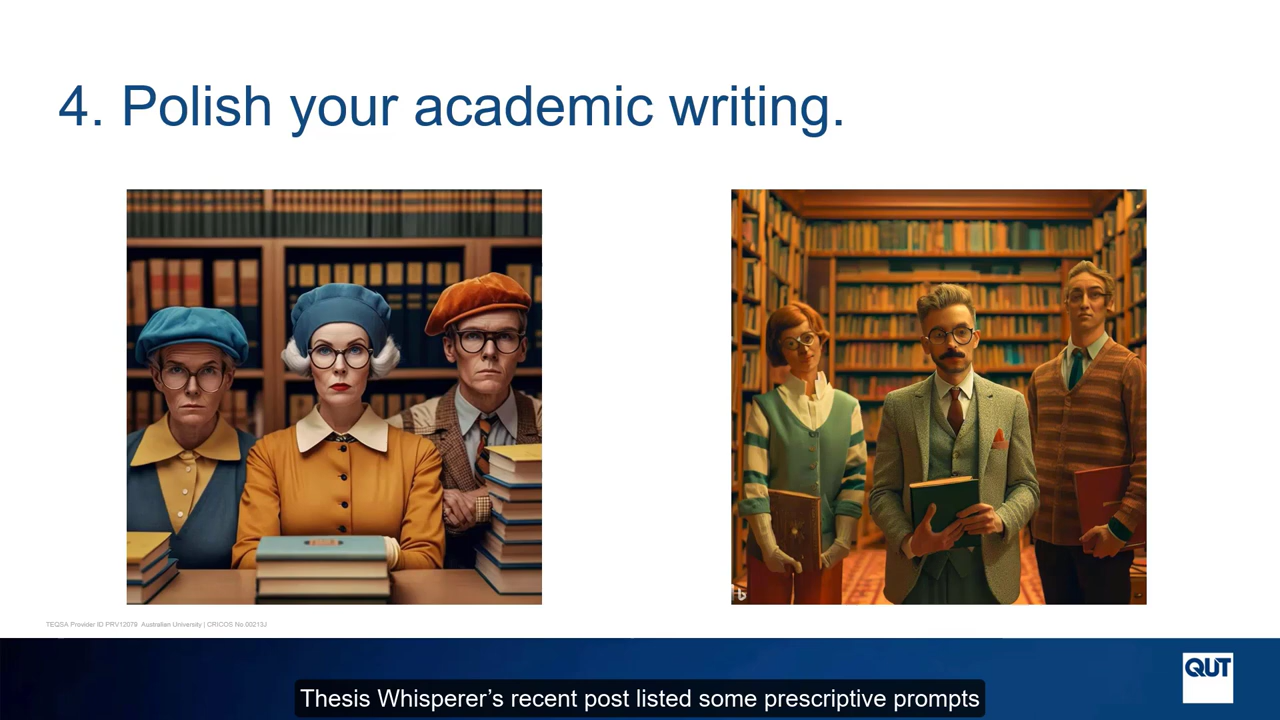 4. Polish your academic writing.
TEQSA Provider ID PRV12079 Australian University | CRICOS No.00213J
QUT
Thesis Whisperer's recent post listed some prescriptive prompts